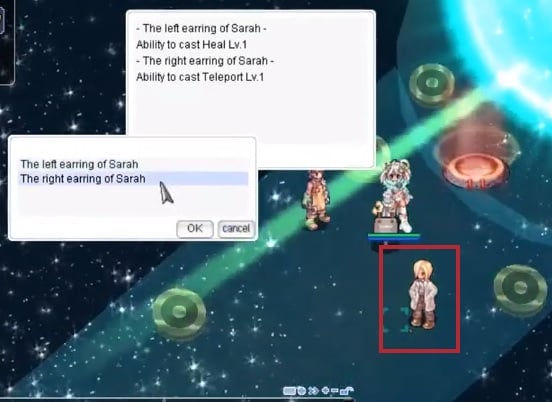 - The left earring of Sarah -
Ability to cast Heal Lv.1
- The right earring of Sarah -
Ability to cast Teleport Lv.1
The left earring of Sarah
The right earring of Sarah
OK
cancel